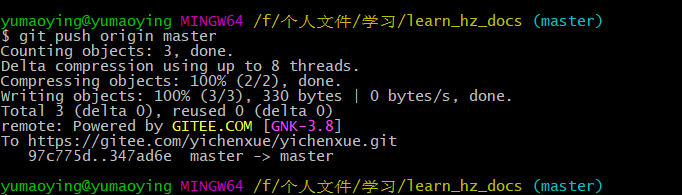 yumaoying@yumaoying MINGW64 /f/个人文件/学习/learn_hz_docs (master)
$ git push origin master
Counting objects: 3, done.
Delta compression using up to 8 threads.
Compressing objects: 100% (2/2), done.
Writing objects: 100% (3/3), 330 bytes | 0 bytes/s, done.
Total 3 (delta 0), reused 0 (delta 0)
remote: Powered by GITEE.COM [GNK-3.8]
To https://gitee.com/yichenxue/yichenxue.git
   97c775d..347ad6e  master -> master
yumaoying@yumaoying MINGW64 /f/个人文件/学习/learn_hz_docs (master)